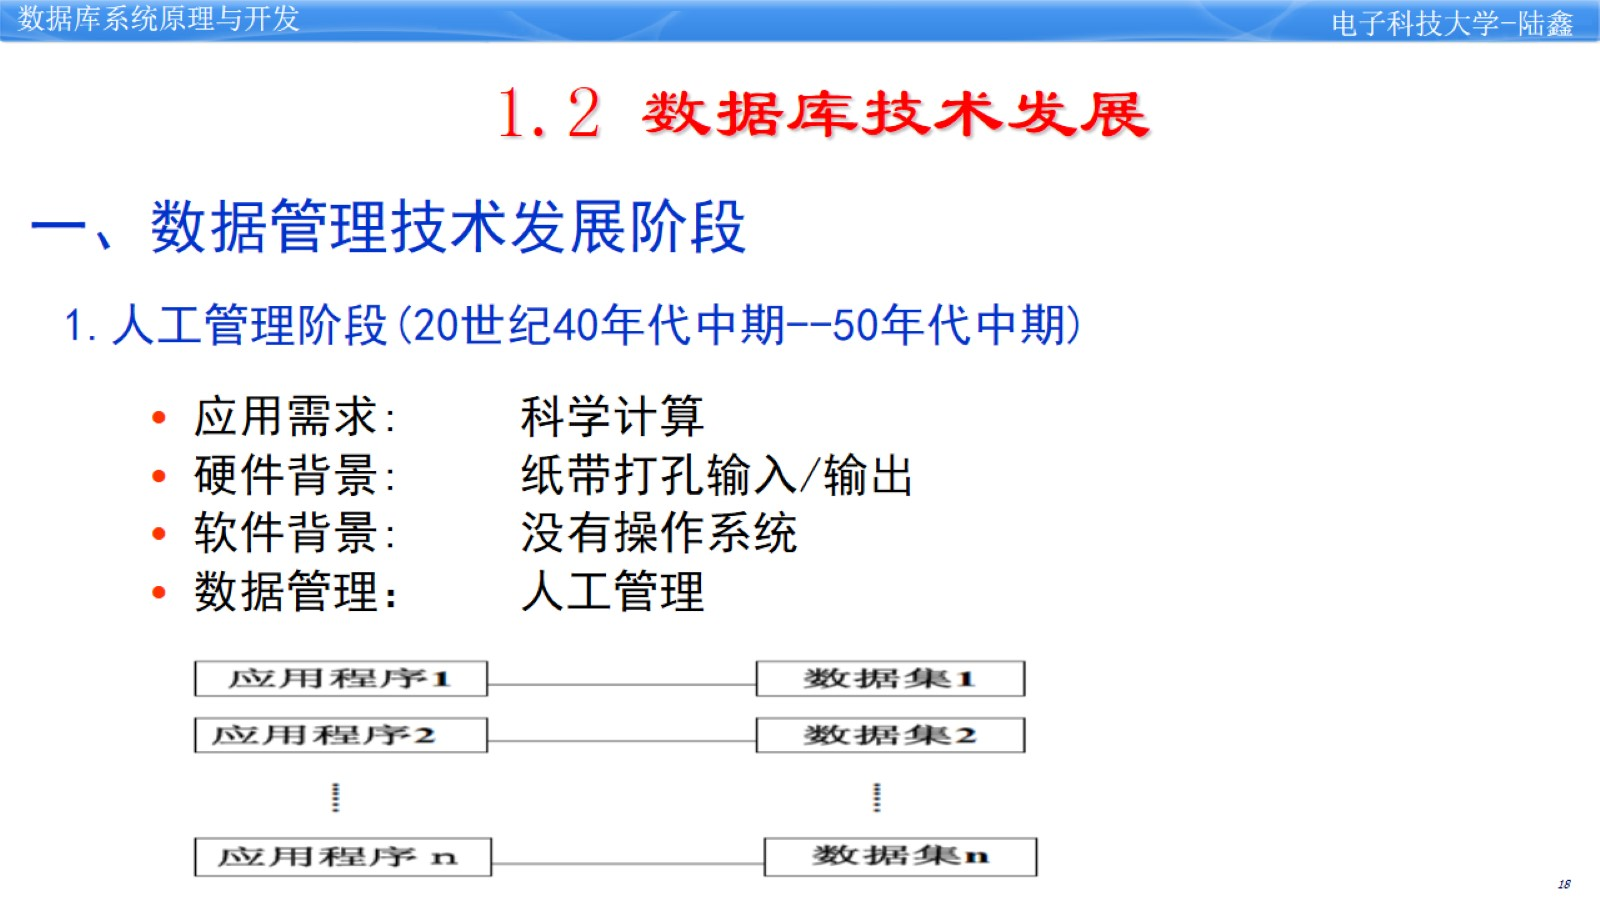 数据库系统原理与开发
电子科技大学-陆鑫
1.2 数据库技术发展
一、数据管理技术发展阶段
1.人工管理阶段(20世纪40年代中期--50年代中期)
• 应用需求: 科学计算
• 硬件背景: 纸带打孔输入/输出
• 软件背景: 没有操作系统
• 数据管理： 人工管理
应用程序1 数据集1
应用程序2 数据集2
应用程序 n 数据集n
18